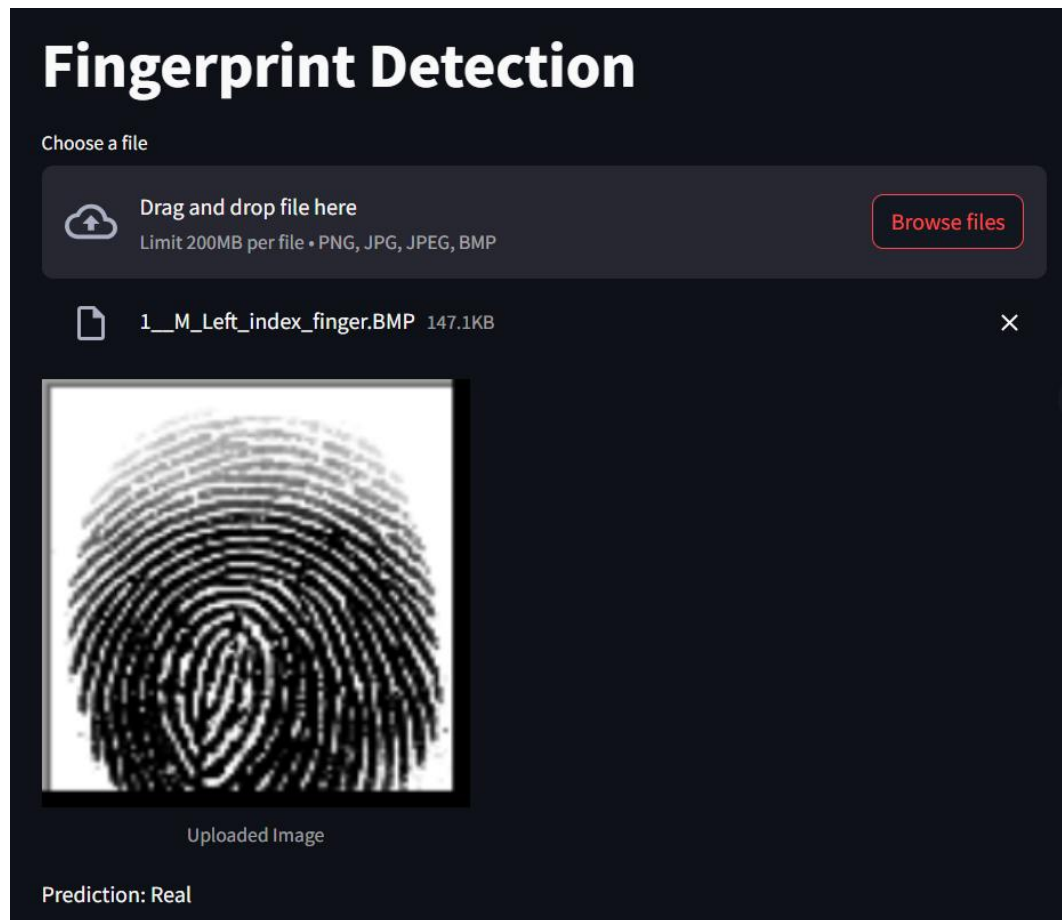 Fingerprint Detection
Choose a file
Drag and drop file here
Browse files
Limit 200MB per file • PNG, JPG, JPEG, BMP
1__M_Left_index_finger.BMP 147.1KB
Uploaded Image
Prediction: Real